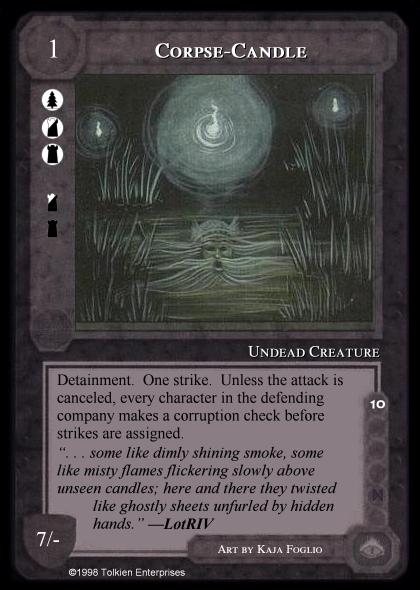 1
CORPSE-CANDLE
UNDEAD CREATURE
Detainment. One strike. Unless the attack is
canceled, every character in the defending
company makes a corruption check before
strikes are assigned.
“. . . some like dimly shining smoke, some
like misty flames flickering slowly above
unseen candles; here and there they twisted
like ghostly sheets unfurled by hidden
hands.” —LotRIV
10
7/-
ART BY KAJA FOGLIO
©1998 Tolkien Enterprises